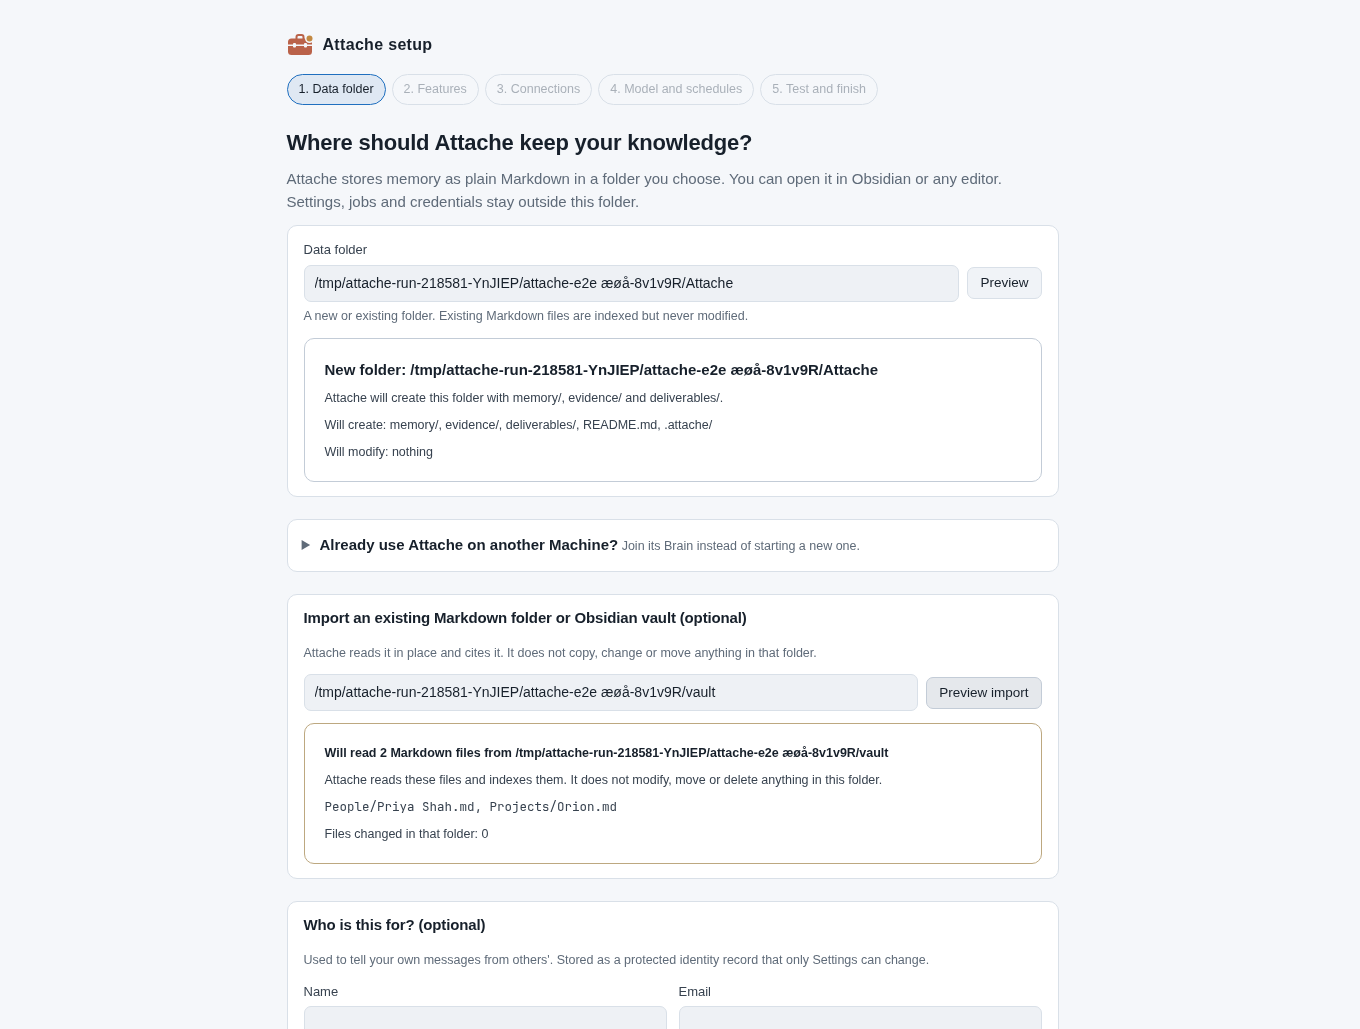 Attache setup
1. Data folder
2. Features
3. Connections
4. Model and schedules
5. Test and finish
Where should Attache keep your knowledge?
Attache stores memory as plain Markdown in a folder you choose. You can open it in Obsidian or any editor.
Settings, jobs and credentials stay outside this folder.
Data folder
/tmp/attache-run-218581-YnJIEP/attache-e2e æøå-8v1v9R/Attache
Preview
A new or existing folder. Existing Markdown files are indexed but never modified.
New folder: /tmp/attache-run-218581-YnJIEP/attache-e2e æøå-8v1v9R/Attache
Attache will create this folder with memory/, evidence/ and deliverables/.
Will create: memory/, evidence/, deliverables/, README.md, .attache/
Will modify: nothing
Already use Attache on another Machine? Join its Brain instead of starting a new one.
Import an existing Markdown folder or Obsidian vault (optional)
Attache reads it in place and cites it. It does not copy, change or move anything in that folder.
/tmp/attache-run-218581-YnJIEP/attache-e2e æøå-8v1v9R/vault
Preview import
Will read 2 Markdown files from /tmp/attache-run-218581-YnJIEP/attache-e2e æøå-8v1v9R/vault
Attache reads these files and indexes them. It does not modify, move or delete anything in this folder.
People/Priya Shah.md, Projects/Orion.md
Files changed in that folder: 0
Who is this for? (optional)
Used to tell your own messages from others'. Stored as a protected identity record that only Settings can change.
Name
Email